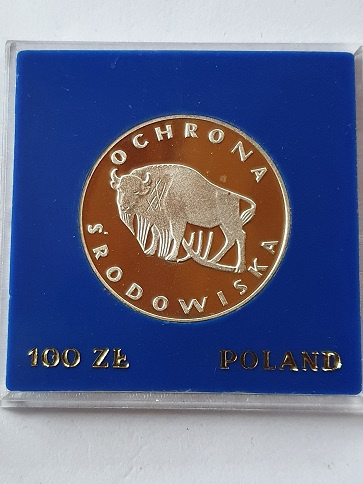 OCHRONA
ŚRODOWISKA
100 ZŁ POLAND